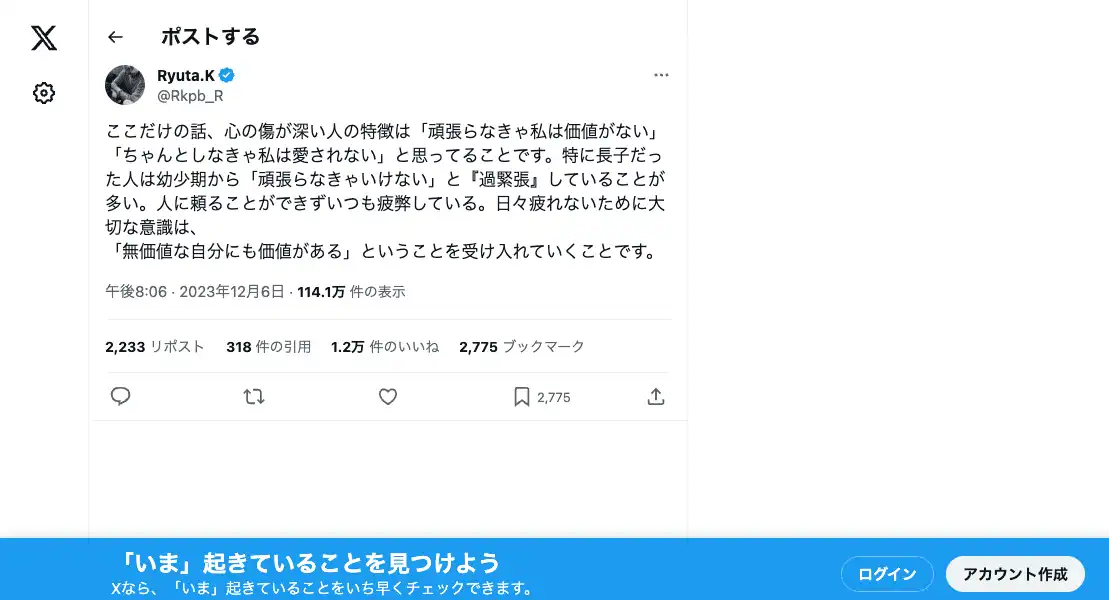 ポストする
Ryuta.K
@Rkpb_R
ここだけの話、心の傷が深い人の特徴は「頑張らなきゃ私は価値がない」
「ちゃんとしなきゃ私は愛されない」と思ってることです。特に長子だっ
た人は幼少期から「頑張らなきゃいけない」と『過緊張』していることが
多い。人に頼ることができずいつも疲弊している。日々疲れないために大
切な意識は、
「無価値な自分にも価値がある」ということを受け入れていくことです。
午後8:06 · 2023年12月6日 · 114.1万 件の表示
2,233 リポスト 318 件の引用 1.2万 件のいいね 2,775 ブックマーク
2,775
「いま」起きていることを見つけよう
Xなら、「いま」起きていることをいち早くチェックできます。
ログイン
アカウント作成